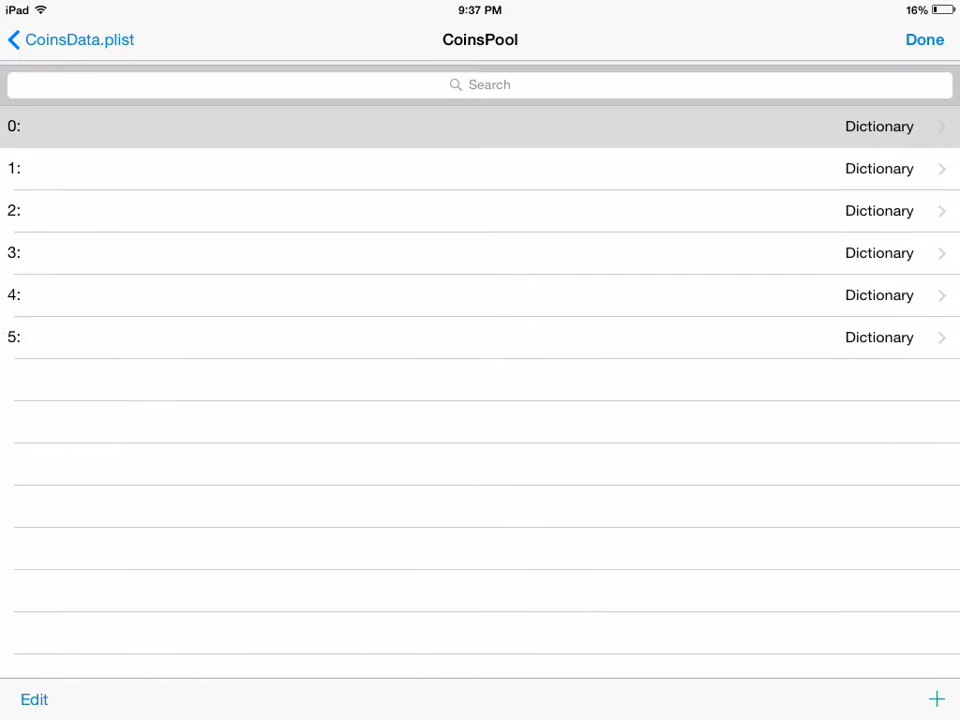 iPad 9:37 PM 16%
CoinsData.plist CoinsPool Done
Search
0: Dictionary
1: Dictionary
2: Dictionary
3: Dictionary
4: Dictionary
5: Dictionary
Edit +